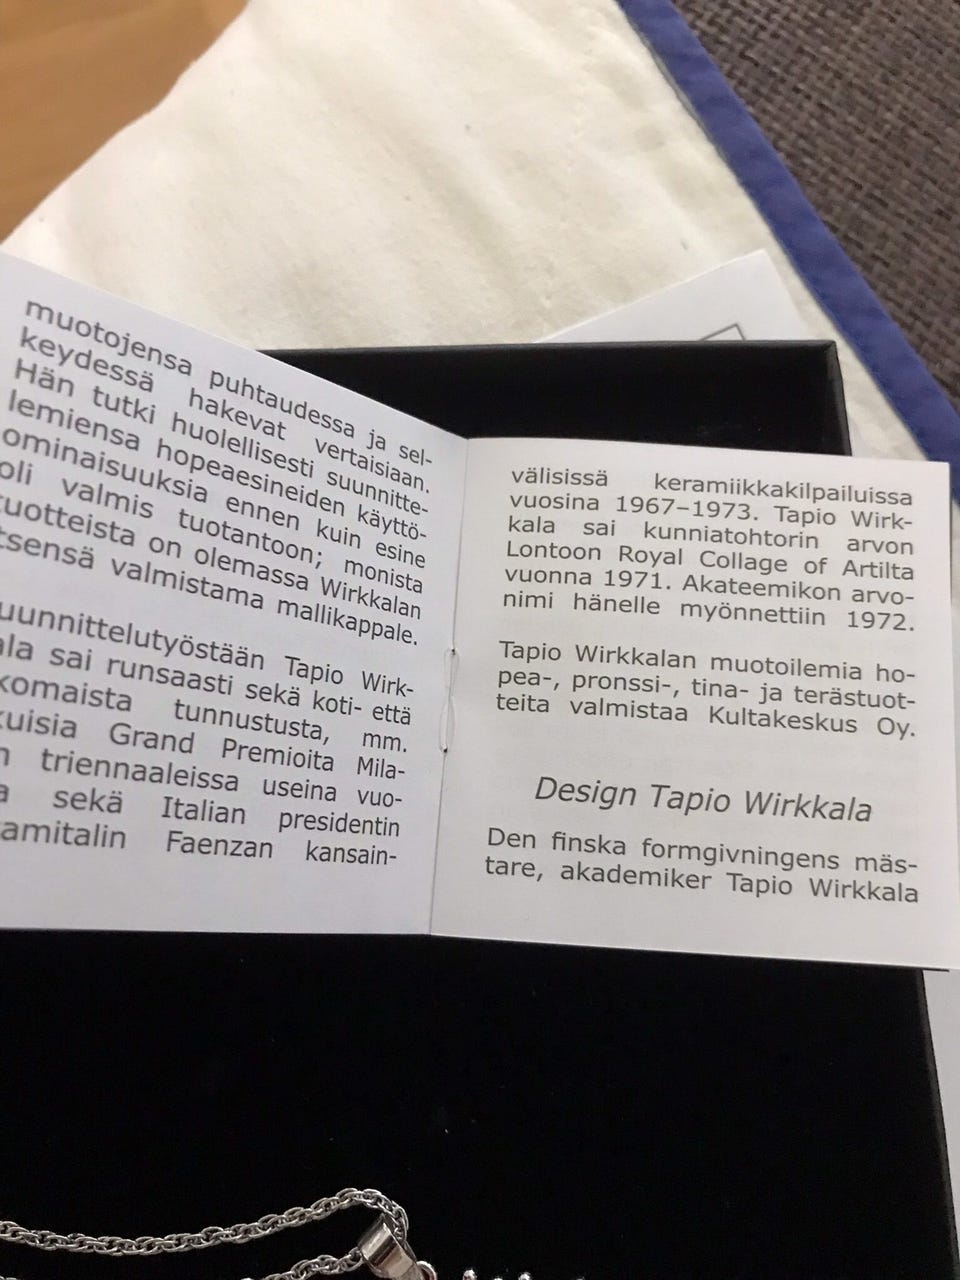 muotojensa puhtaudessa ja sel-
keydessä hakevat vertaisiaan.
Hän tutki huolellisesti suunnitte-
lemiensa hopeaesineiden käyttö-
ominaisuuksia ennen kuin esine
oli valmis tuotantoon; monista
tuotteista on olemassa Wirkkalan
itsensä valmistama mallikappale.
suunnittelutyöstään Tapio Wirk-
kala sai runsaasti sekä koti- että
komaista tunnustusta, mm.
Grand Premioita Mila-
triennaaleissa useina vuo-
sekä Italian presidentin
Faenzan kansain-
välisissä keramiikkakilpailuissa
vuosina 1967–1973. Tapio Wirk-
kala sai kunniatohtorin arvon
Lontoon Royal Collage of Artilta
vuonna 1971. Akateemikon arvo-
nimi hänelle myönnettiin 1972.
Tapio Wirkkalan muotoilemia ho-
pea-, pronssi-, tina- ja terästuot-
teita valmistaa Kultakeskus Oy.
Design Tapio Wirkkala
Den finska formgivningens mäs-
tare, akademiker Tapio Wirkkala